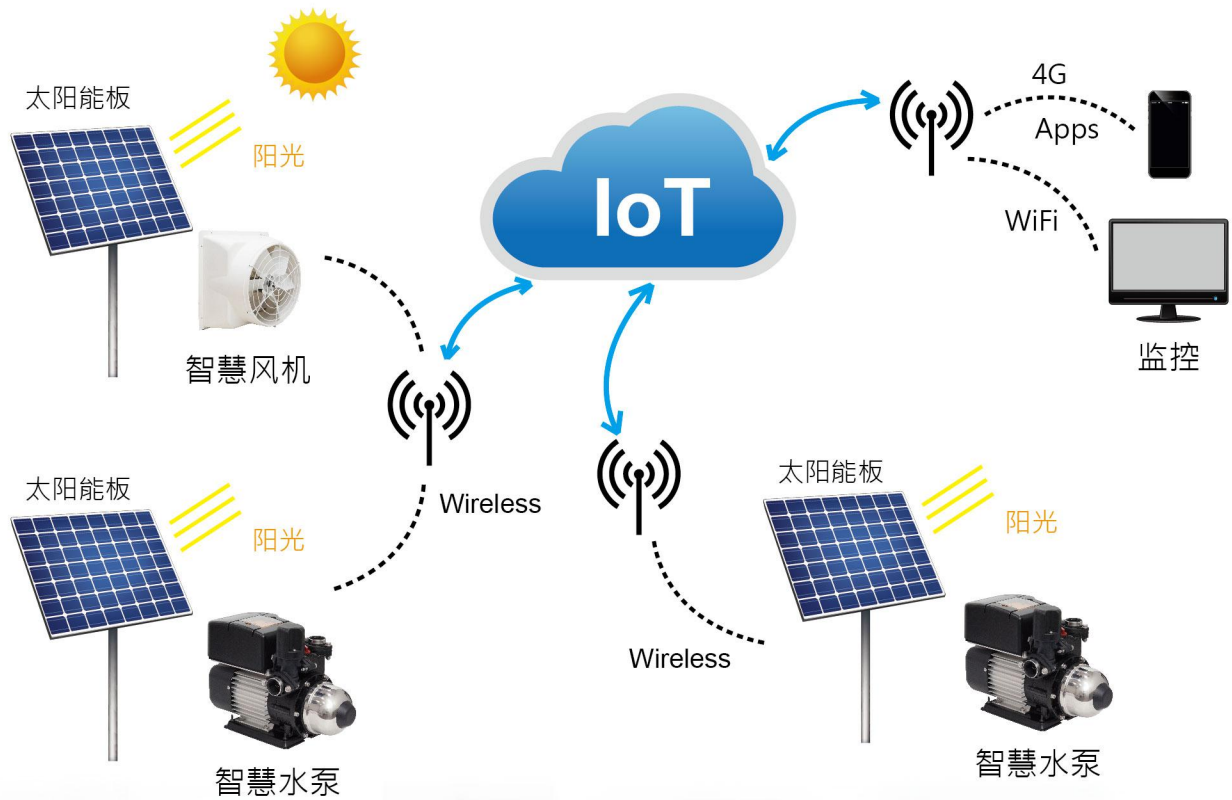 太阳能板
阳光
智慧风机
IoT
4G
Apps
WiFi
监控
太阳能板
阳光
智慧水泵
Wireless
Wireless
太阳能板
阳光
智慧水泵